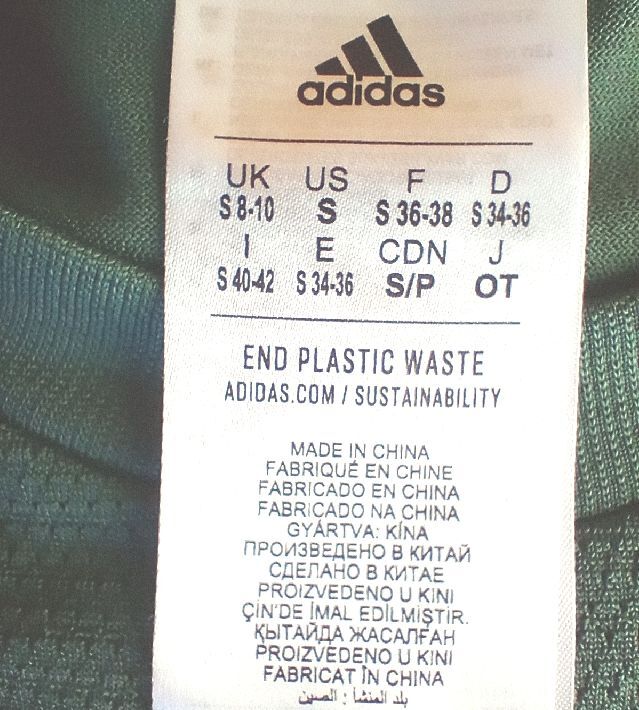 adidas
UK US F D
S 8-10 S S 36-38 S 34-36
I E CDN J
S 40-42 S 34-36 S/P OT
END PLASTIC WASTE
ADIDAS.COM / SUSTAINABILITY
MADE IN CHINA
FABRIQUÉ EN CHINE
FABRICADO EN CHINA
FABRICADO NA CHINA
GYÁRTVA: KÍNA
ПРОИЗВЕДЕНО В КИТАЙ
СДЕЛАНО В КИТАЕ
PROIZVEDENO U KINI
ÇİN'DE İMAL EDİLMİŞTİR.
ҚЫТАЙДА ЖАСАЛҒАН
PROIZVEDENO U KINI
FABRICAT ÎN CHINA
بلد المنشأ : الصين